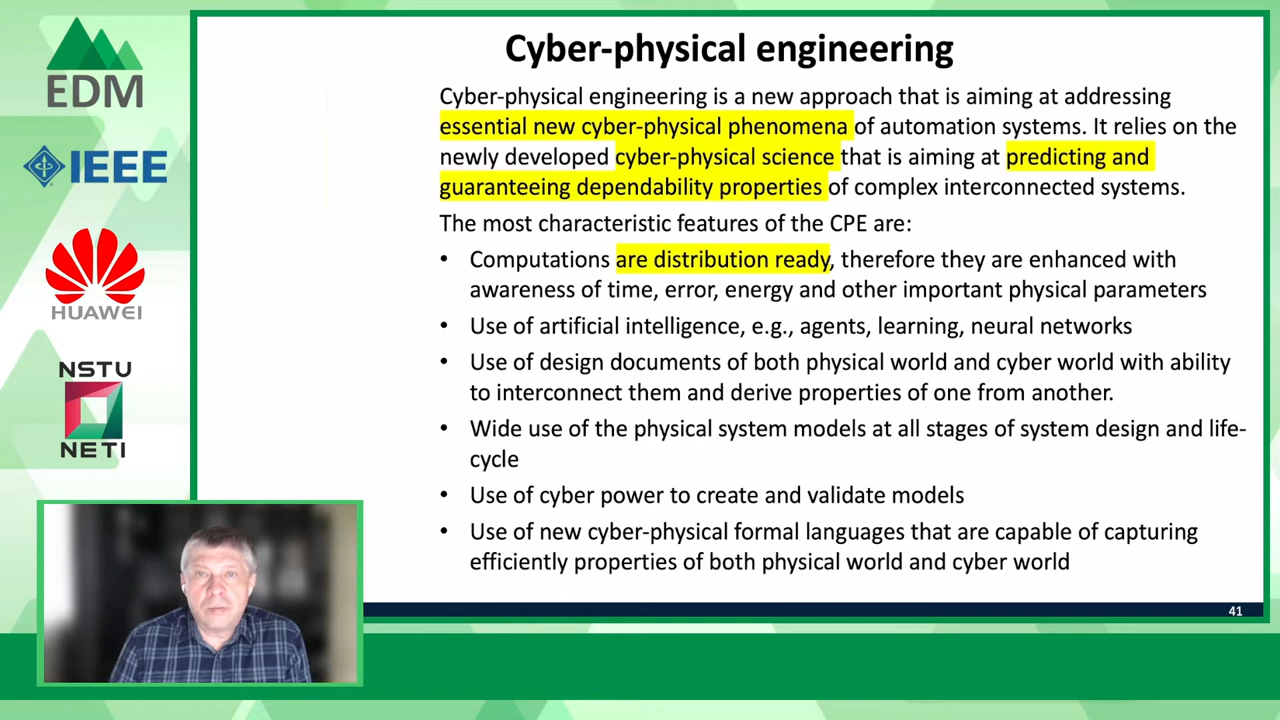 EDM
IEEE
HUAWEI
NSTU
NETI
Cyber-physical engineering
Cyber-physical engineering is a new approach that is aiming at addressing
essential new cyber-physical phenomena of automation systems. It relies on the
newly developed cyber-physical science that is aiming at predicting and
guaranteeing dependability properties of complex interconnected systems.
The most characteristic features of the CPE are:
• Computations are distribution ready, therefore they are enhanced with
awareness of time, error, energy and other important physical parameters
• Use of artificial intelligence, e.g., agents, learning, neural networks
• Use of design documents of both physical world and cyber world with ability
to interconnect them and derive properties of one from another.
• Wide use of the physical system models at all stages of system design and life-
cycle
• Use of cyber power to create and validate models
• Use of new cyber-physical formal languages that are capable of capturing
efficiently properties of both physical world and cyber world
41